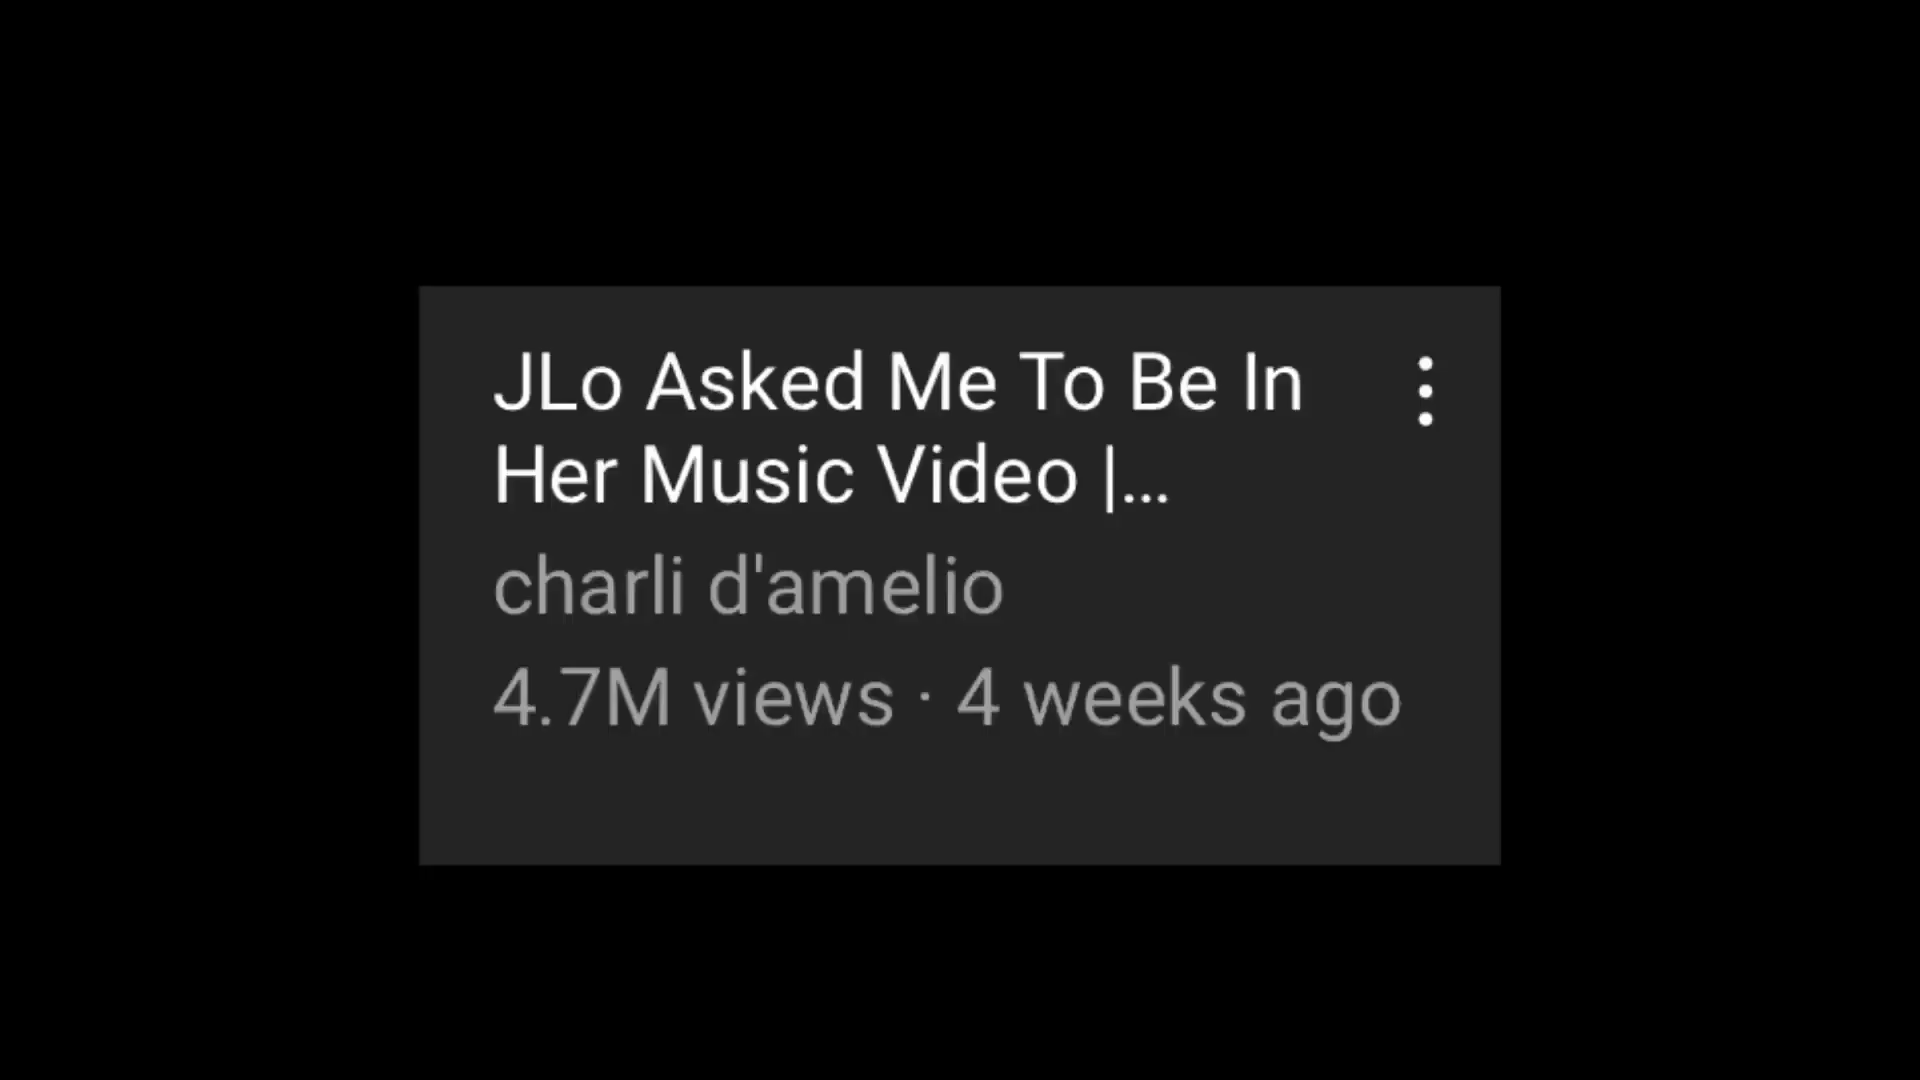 JLo Asked Me To Be In
Her Music Video |...
charli d'amelio
4.7M views · 4 weeks ago